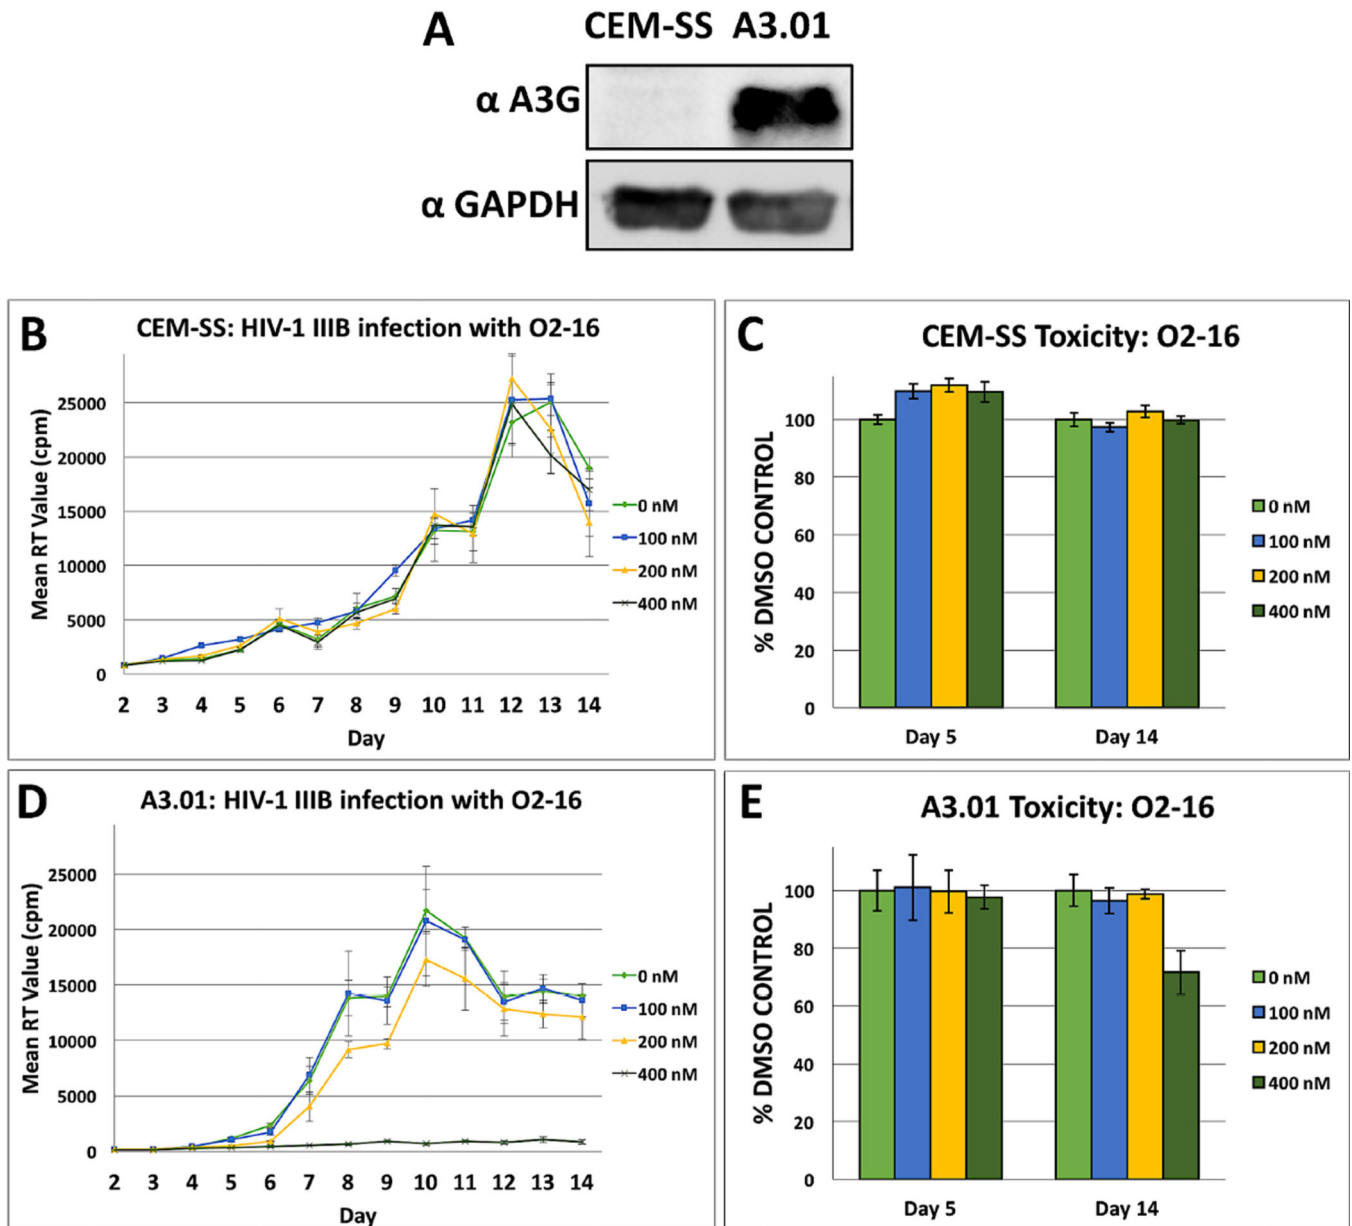 A CEM-SS A3.01
α A3G
α GAPDH
B CEM-SS: HIV-1 IIIB infection with O2-16
Mean RT Value (cpm)
25000
20000
15000
10000
5000
0
2 3 4 5 6 7 8 9 10 11 12 13 14
Day
0 nM
100 nM
200 nM
400 nM
C CEM-SS Toxicity: O2-16
% DMSO CONTROL
100
80
60
40
20
0
Day 5 Day 14
0 nM
100 nM
200 nM
400 nM
D A3.01: HIV-1 IIIB infection with O2-16
Mean RT Value (cpm)
25000
20000
15000
10000
5000
0
2 3 4 5 6 7 8 9 10 11 12 13 14
Day
0 nM
100 nM
200 nM
400 nM
E A3.01 Toxicity: O2-16
% DMSO CONTROL
100
80
60
40
20
0
Day 5 Day 14
0 nM
100 nM
200 nM
400 nM